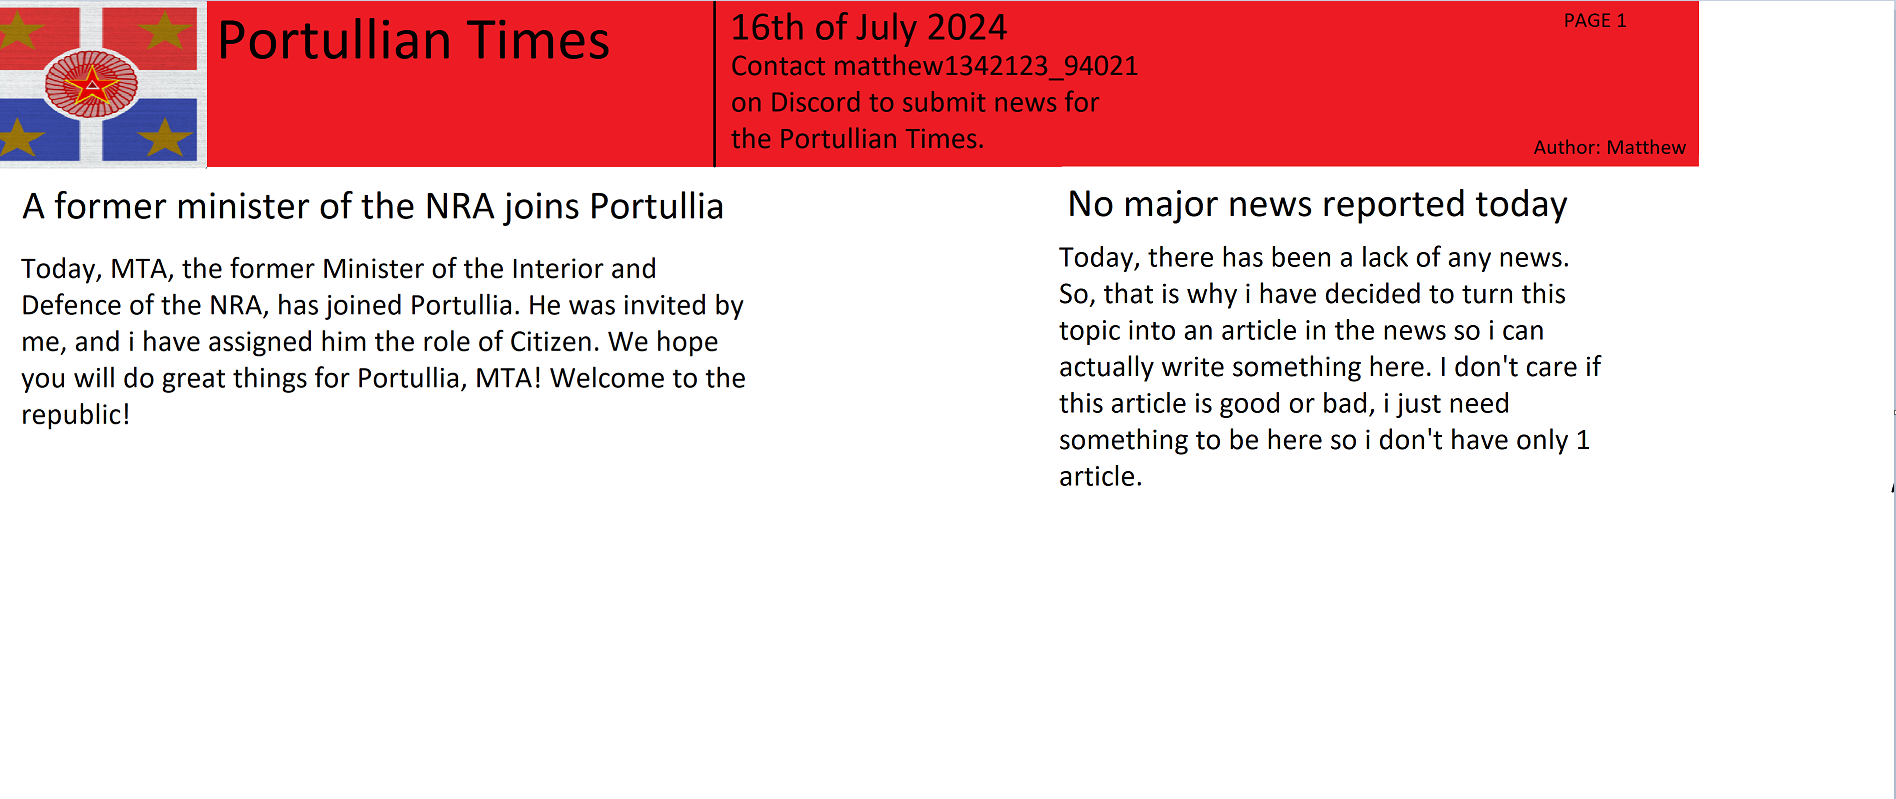 Portullian Times
16th of July 2024
Contact matthew1342123_94021
on Discord to submit news for
the Portullian Times.
PAGE 1
Author: Matthew
A former minister of the NRA joins Portullia
Today, MTA, the former Minister of the Interior and
Defence of the NRA, has joined Portullia. He was invited by
me, and i have assigned him the role of Citizen. We hope
you will do great things for Portullia, MTA! Welcome to the
republic!
No major news reported today
Today, there has been a lack of any news.
So, that is why i have decided to turn this
topic into an article in the news so i can
actually write something here. I don't care if
this article is good or bad, i just need
something to be here so i don't have only 1
article.